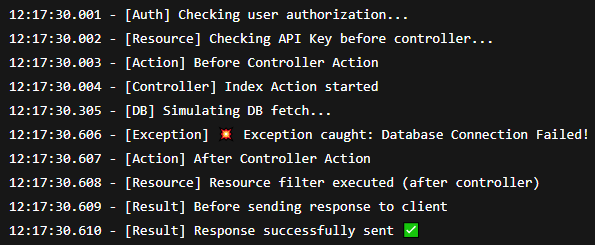 12:17:30.001 - [Auth] Checking user authorization...
12:17:30.002 - [Resource] Checking API Key before controller...
12:17:30.003 - [Action] Before Controller Action
12:17:30.004 - [Controller] Index Action started
12:17:30.305 - [DB] Simulating DB fetch...
12:17:30.606 - [Exception] 💥 Exception caught: Database Connection Failed!
12:17:30.607 - [Action] After Controller Action
12:17:30.608 - [Resource] Resource filter executed (after controller)
12:17:30.609 - [Result] Before sending response to client
12:17:30.610 - [Result] Response successfully sent ✅